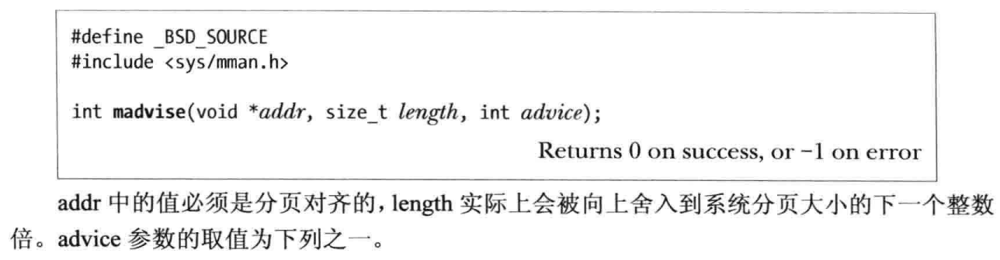 #define _BSD_SOURCE
#include <sys/mman.h>
int madvise(void *addr, size_t length, int advice);
Returns 0 on success, or −1 on error
addr 中的值必须是分页对齐的，length 实际上会被向上舍入到系统分页大小的下一个整数
倍。advice 参数的取值为下列之一。